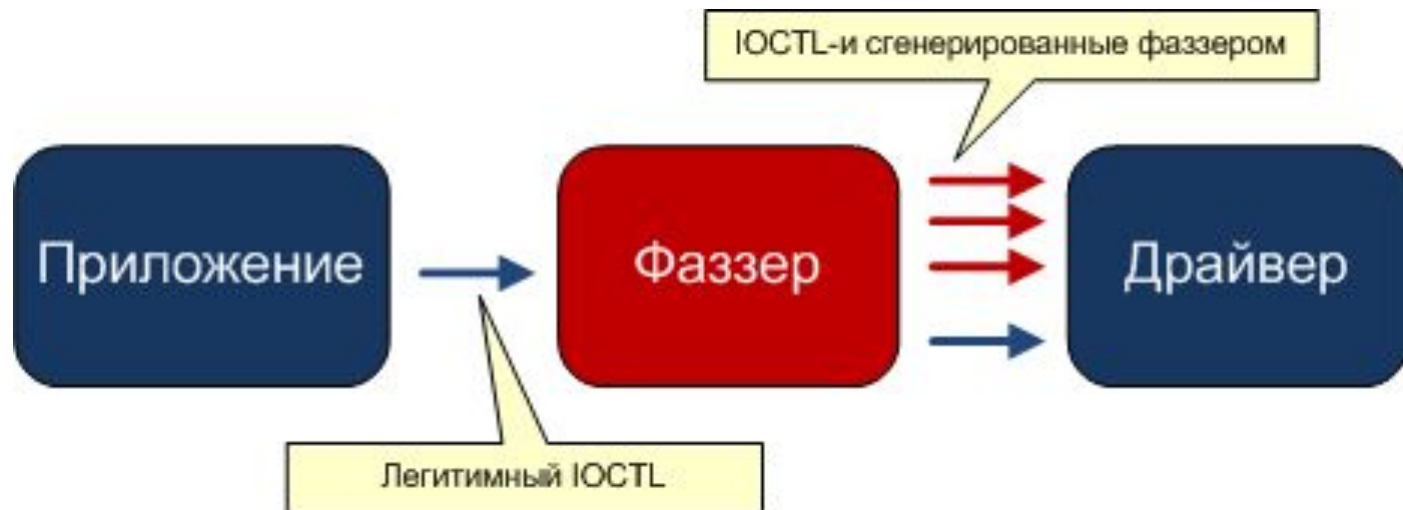 IOCTL-и сгенерированные фаззером
Приложение
Фаззер
Драйвер
Легитимный IOCTL